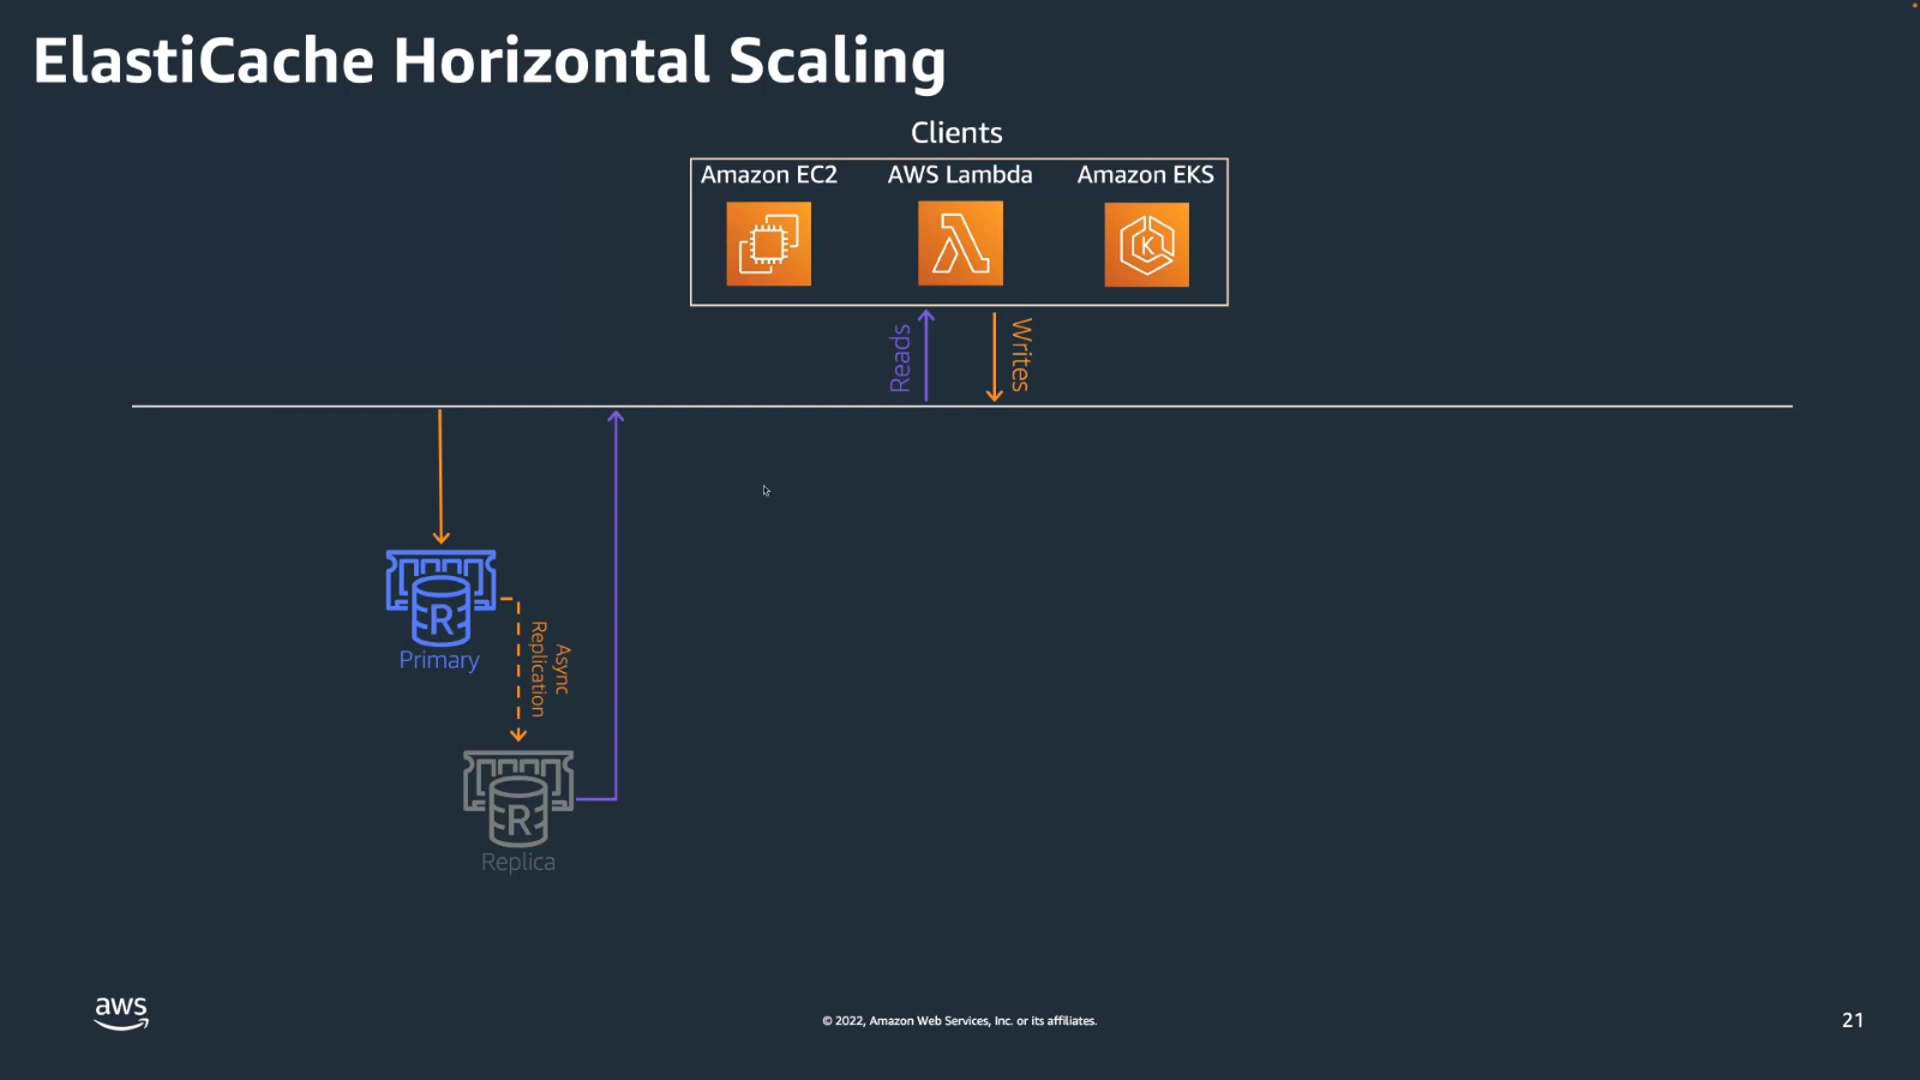 ElastiCache Horizontal Scaling
Clients
Amazon EC2
AWS Lambda
Amazon EKS
K
Reads
Writes
R
Primary
Async
Replication
R
Replica
aws
© 2022, Amazon Web Services, Inc. or its affiliates.
21